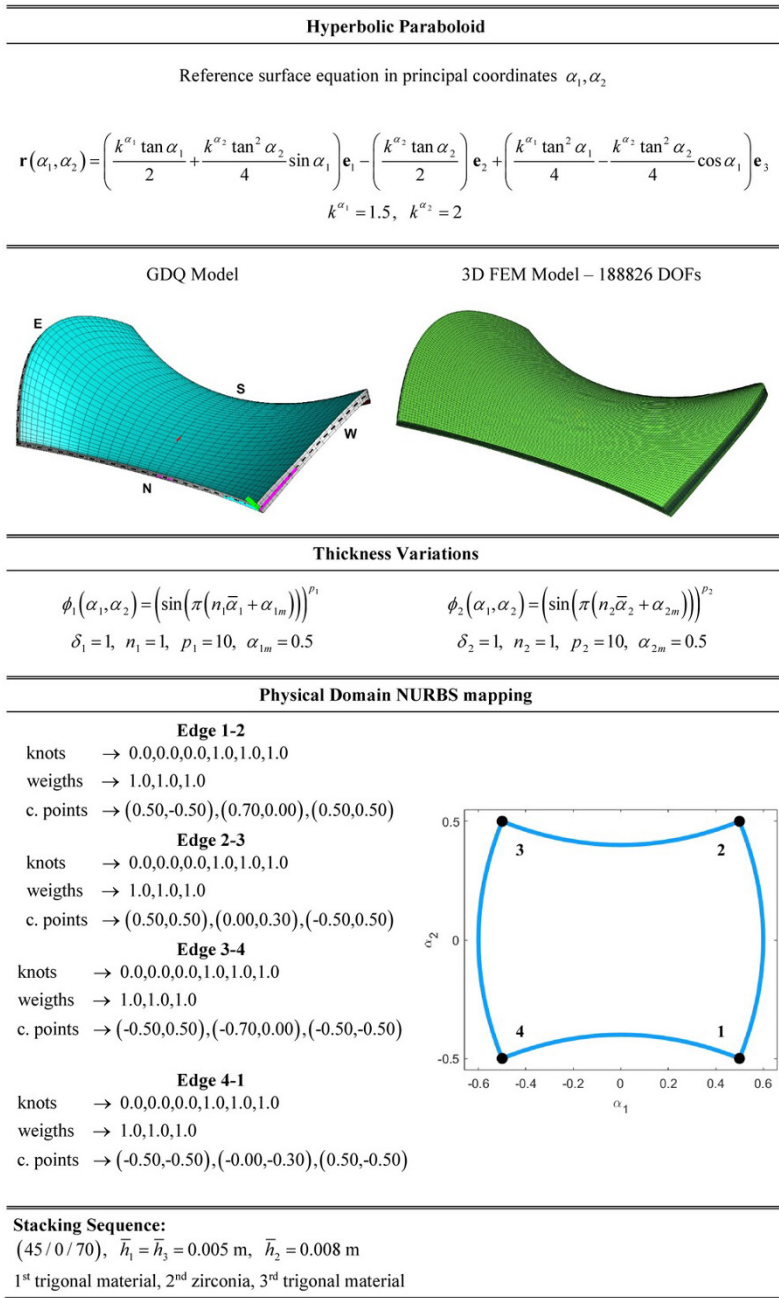 Hyperbolic Paraboloid
Reference surface equation in principal coordinates α₁,α₂
r(α₁,α₂) = (k^α₁ tan α₁ / 2 + k^α₂ tan² α₂ / 4 sin α₁) e₁ − (k^α₂ tan α₂ / 2) e₂ + (k^α₁ tan² α₁ / 4 − k^α₂ tan² α₂ / 4 cos α₁) e₃
k^α₁ = 1.5, k^α₂ = 2
GDQ Model
3D FEM Model – 188826 DOFs
E
S
W
N
Thickness Variations
ϕ₁(α₁,α₂) = (sin(π(n₁ᾱ₁ + α₁ₘ)))^p₁
δ₁ = 1, n₁ = 1, p₁ = 10, α₁ₘ = 0.5
ϕ₂(α₁,α₂) = (sin(π(n₂ᾱ₂ + α₂ₘ)))^p₂
δ₂ = 1, n₂ = 1, p₂ = 10, α₂ₘ = 0.5
Physical Domain NURBS mapping
Edge 1-2
knots → 0.0,0.0,0.0,1.0,1.0,1.0
weigths → 1.0,1.0,1.0
c. points → (0.50,-0.50),(0.70,0.00),(0.50,0.50)
Edge 2-3
knots → 0.0,0.0,0.0,1.0,1.0,1.0
weigths → 1.0,1.0,1.0
c. points → (0.50,0.50),(0.00,0.30),(-0.50,0.50)
Edge 3-4
knots → 0.0,0.0,0.0,1.0,1.0,1.0
weigths → 1.0,1.0,1.0
c. points → (-0.50,0.50),(-0.70,0.00),(-0.50,-0.50)
Edge 4-1
knots → 0.0,0.0,0.0,1.0,1.0,1.0
weigths → 1.0,1.0,1.0
c. points → (-0.50,-0.50),(-0.00,-0.30),(0.50,-0.50)
0.5
3
2
α₂
0
4
1
-0.5
-0.6 -0.4 -0.2 0 0.2 0.4 0.6
α₁
Stacking Sequence:
(45 / 0 / 70), h̄₁ = h̄₃ = 0.005 m, h̄₂ = 0.008 m
1st trigonal material, 2nd zirconia, 3rd trigonal material